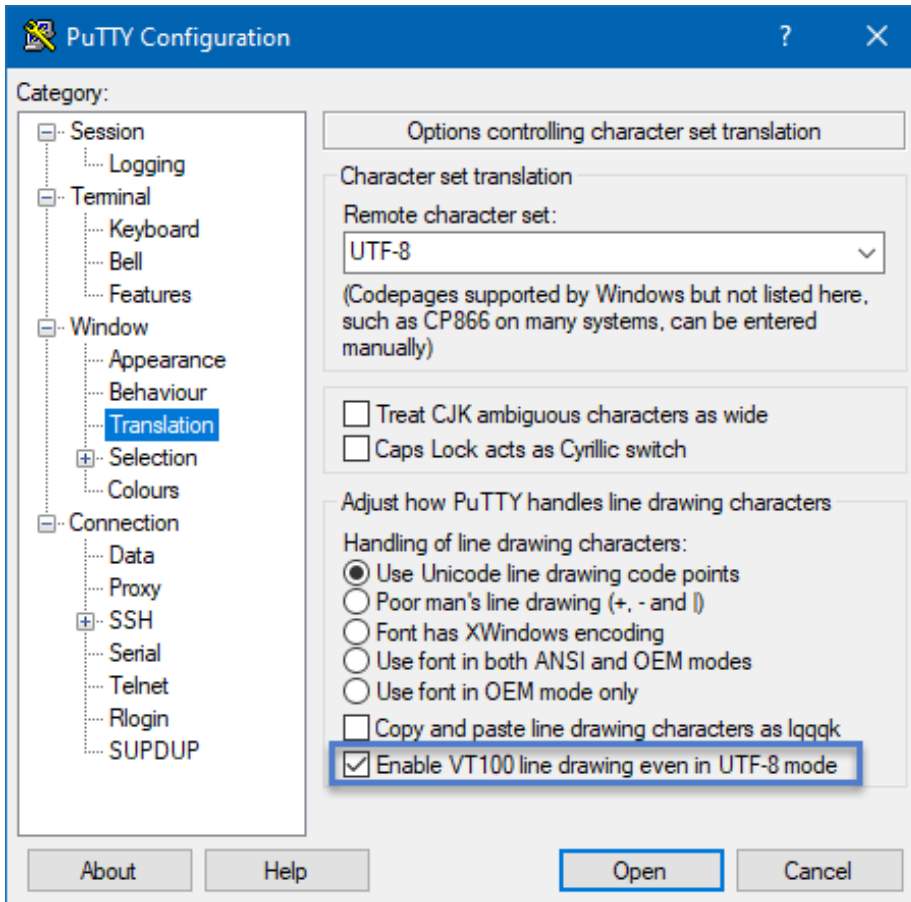 PuTTY Configuration
?
Category:
Session
Logging
Terminal
Keyboard
Bell
Features
Window
Appearance
Behaviour
Translation
Selection
Colours
Connection
Data
Proxy
SSH
Serial
Telnet
Rlogin
SUPDUP
Options controlling character set translation
Character set translation
Remote character set:
UTF-8
(Codepages supported by Windows but not listed here,
such as CP866 on many systems, can be entered
manually)
Treat CJK ambiguous characters as wide
Caps Lock acts as Cyrillic switch
Adjust how PuTTY handles line drawing characters
Handling of line drawing characters:
Use Unicode line drawing code points
Poor man's line drawing (+, - and |)
Font has XWindows encoding
Use font in both ANSI and OEM modes
Use font in OEM mode only
Copy and paste line drawing characters as lqqqk
Enable VT100 line drawing even in UTF-8 mode
About
Help
Open
Cancel